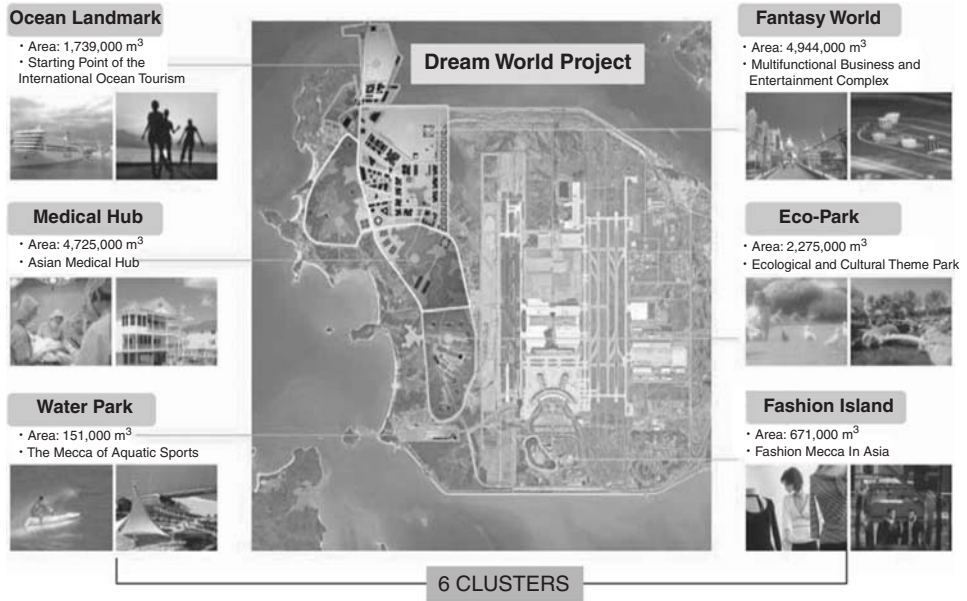 Ocean Landmark
· Area: 1,739,000 m³
· Starting Point of the
International Ocean Tourism
Medical Hub
· Area: 4,725,000 m³
· Asian Medical Hub
Water Park
· Area: 151,000 m³
· The Mecca of Aquatic Sports
Dream World Project
Fantasy World
· Area: 4,944,000 m³
· Multifunctional Business and
Entertainment Complex
Eco-Park
· Area: 2,275,000 m³
· Ecological and Cultural Theme Park
Fashion Island
· Area: 671,000 m³
· Fashion Mecca In Asia
6 CLUSTERS